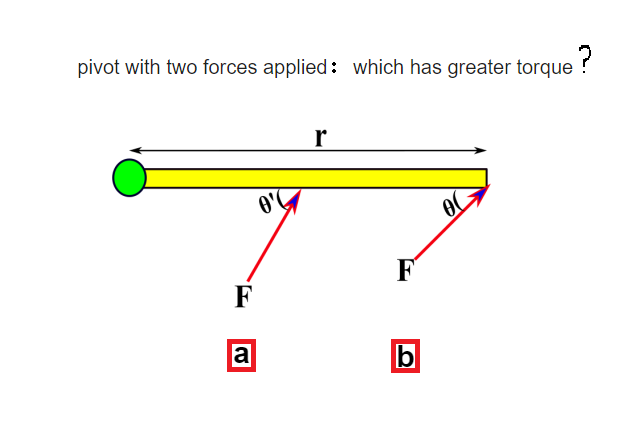 pivot with two forces applied: which has greater torque ?
r
θ'
θ
F
F
a
b